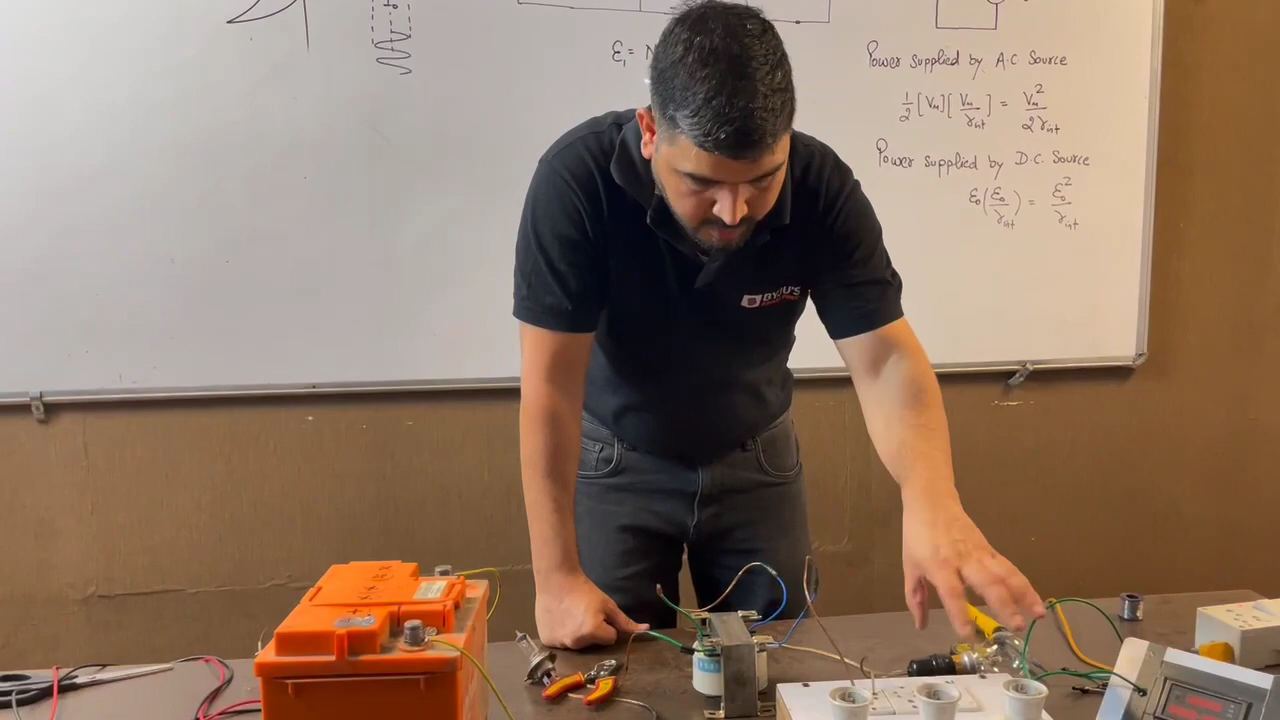 ε₁ = N
Power supplied by A.C Source
1/2 [Vₘ][Vₘ/rᵢₙₜ] = Vₘ²/2rᵢₙₜ
Power supplied by D.C. Source
ε₀(ε₀/rᵢₙₜ) = ε₀²/rᵢₙₜ
BYJU'S